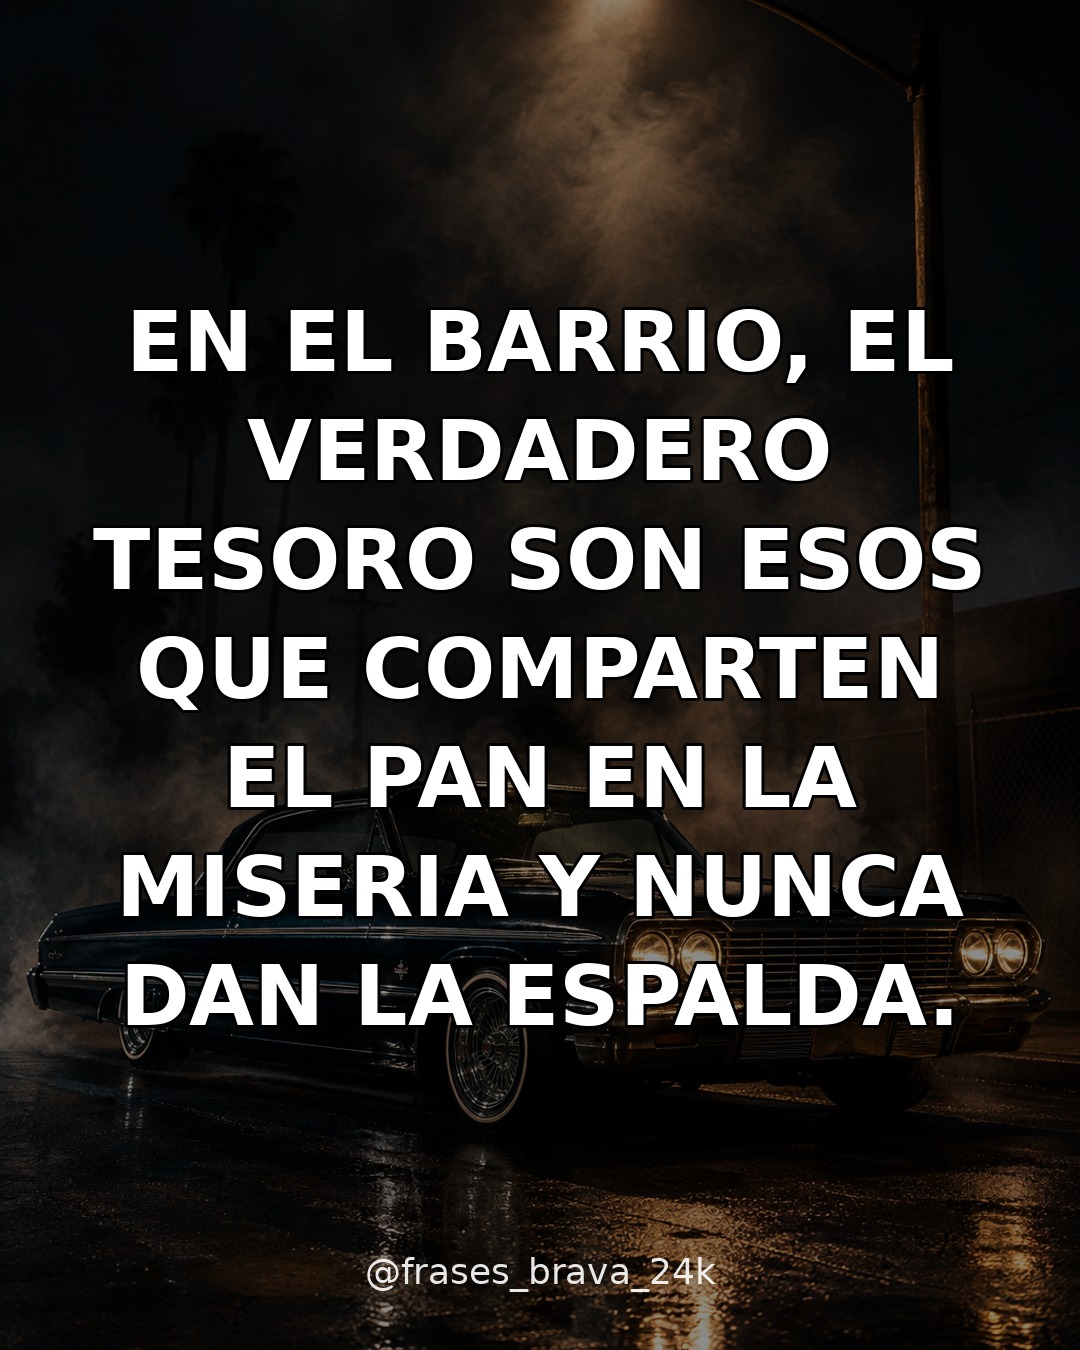 EN EL BARRIO, EL
VERDADERO
TESORO SON ESOS
QUE COMPARTEN
EL PAN EN LA
MISERIA Y NUNCA
DAN LA ESPALDA.
@frases_brava_24k